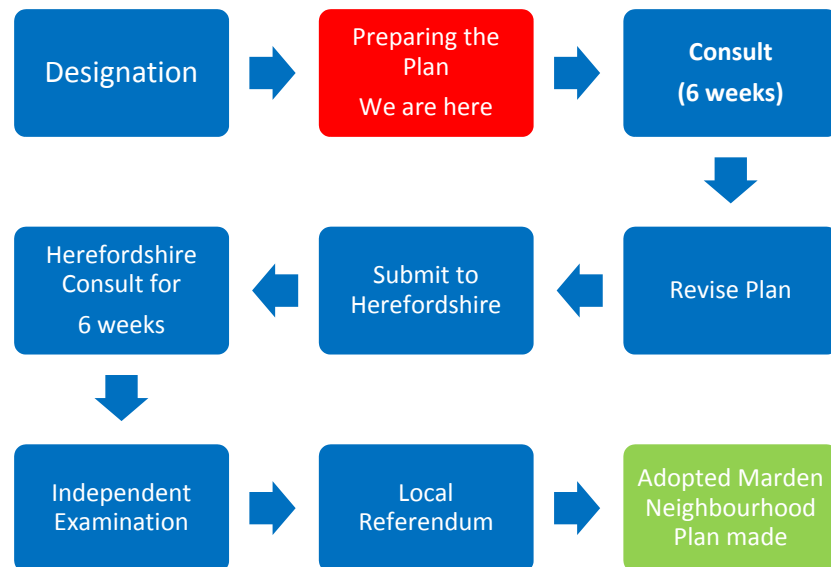 Designation
Preparing the
Plan
We are here
Consult
(6 weeks)
Herefordshire
Consult for
6 weeks
Submit to
Herefordshire
Revise Plan
Independent
Examination
Local
Referendum
Adopted Marden
Neighbourhood
Plan made